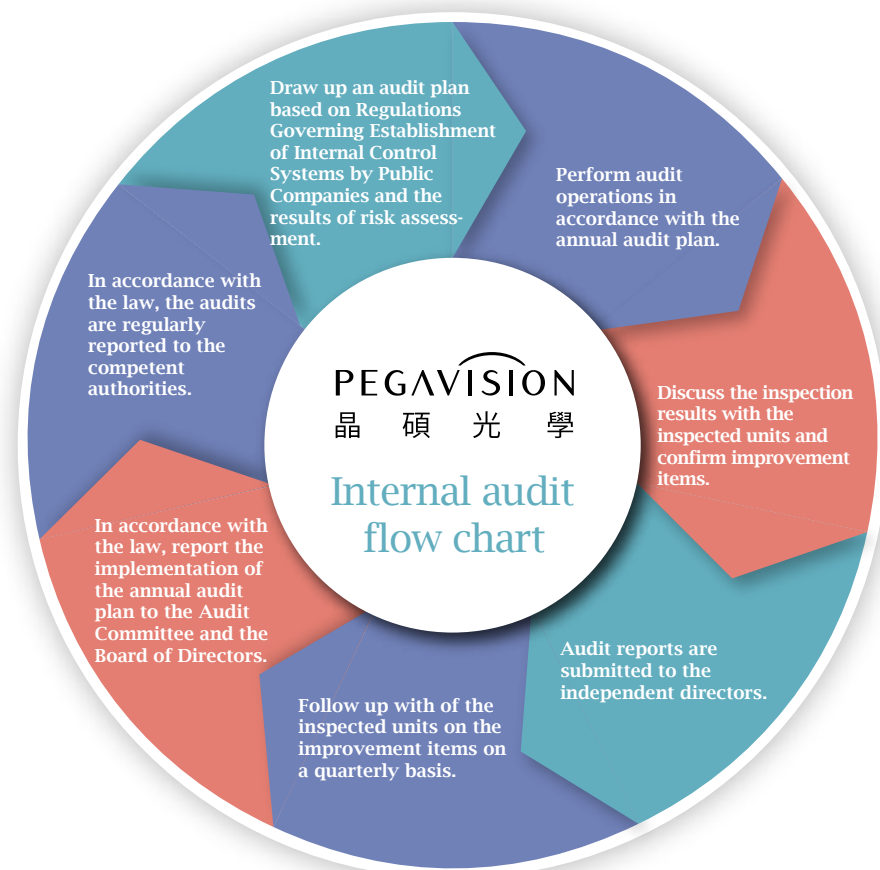 Draw up an audit plan
based on Regulations
Governing Establishment
of Internal Control
Systems by Public
Companies and the
results of risk assess-
ment.
Perform audit
operations in
accordance with the
annual audit plan.
Discuss the inspection
results with the
inspected units and
confirm improvement
items.
Audit reports are
submitted to the
independent directors.
Follow up with of the
inspected units on the
improvement items on
a quarterly basis.
In accordance with
the law, report the
implementation of
the annual audit
plan to the Audit
Committee and the
Board of Directors.
In accordance with
the law, the audits
are regularly
reported to the
competent
authorities.
PEGAVISION
晶碩光學
Internal audit
flow chart